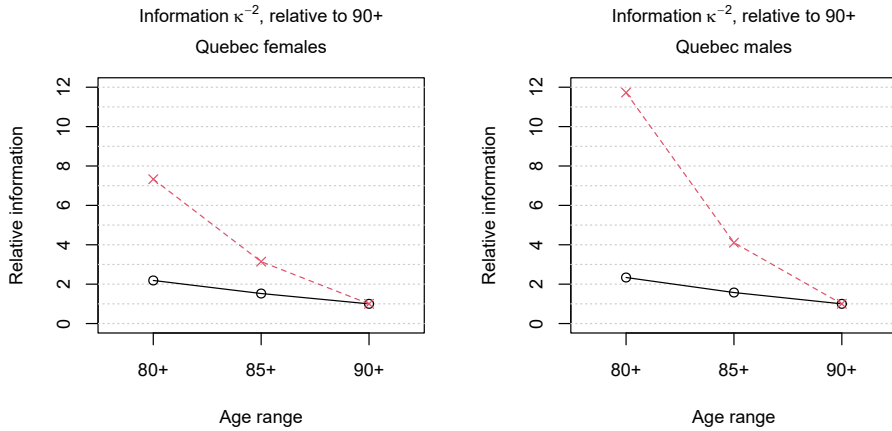 Information κ⁻², relative to 90+
Quebec females
Relative information
12
10
8
6
4
2
0
80+ 85+ 90+
Age range
Information κ⁻², relative to 90+
Quebec males
Relative information
12
10
8
6
4
2
0
80+ 85+ 90+
Age range